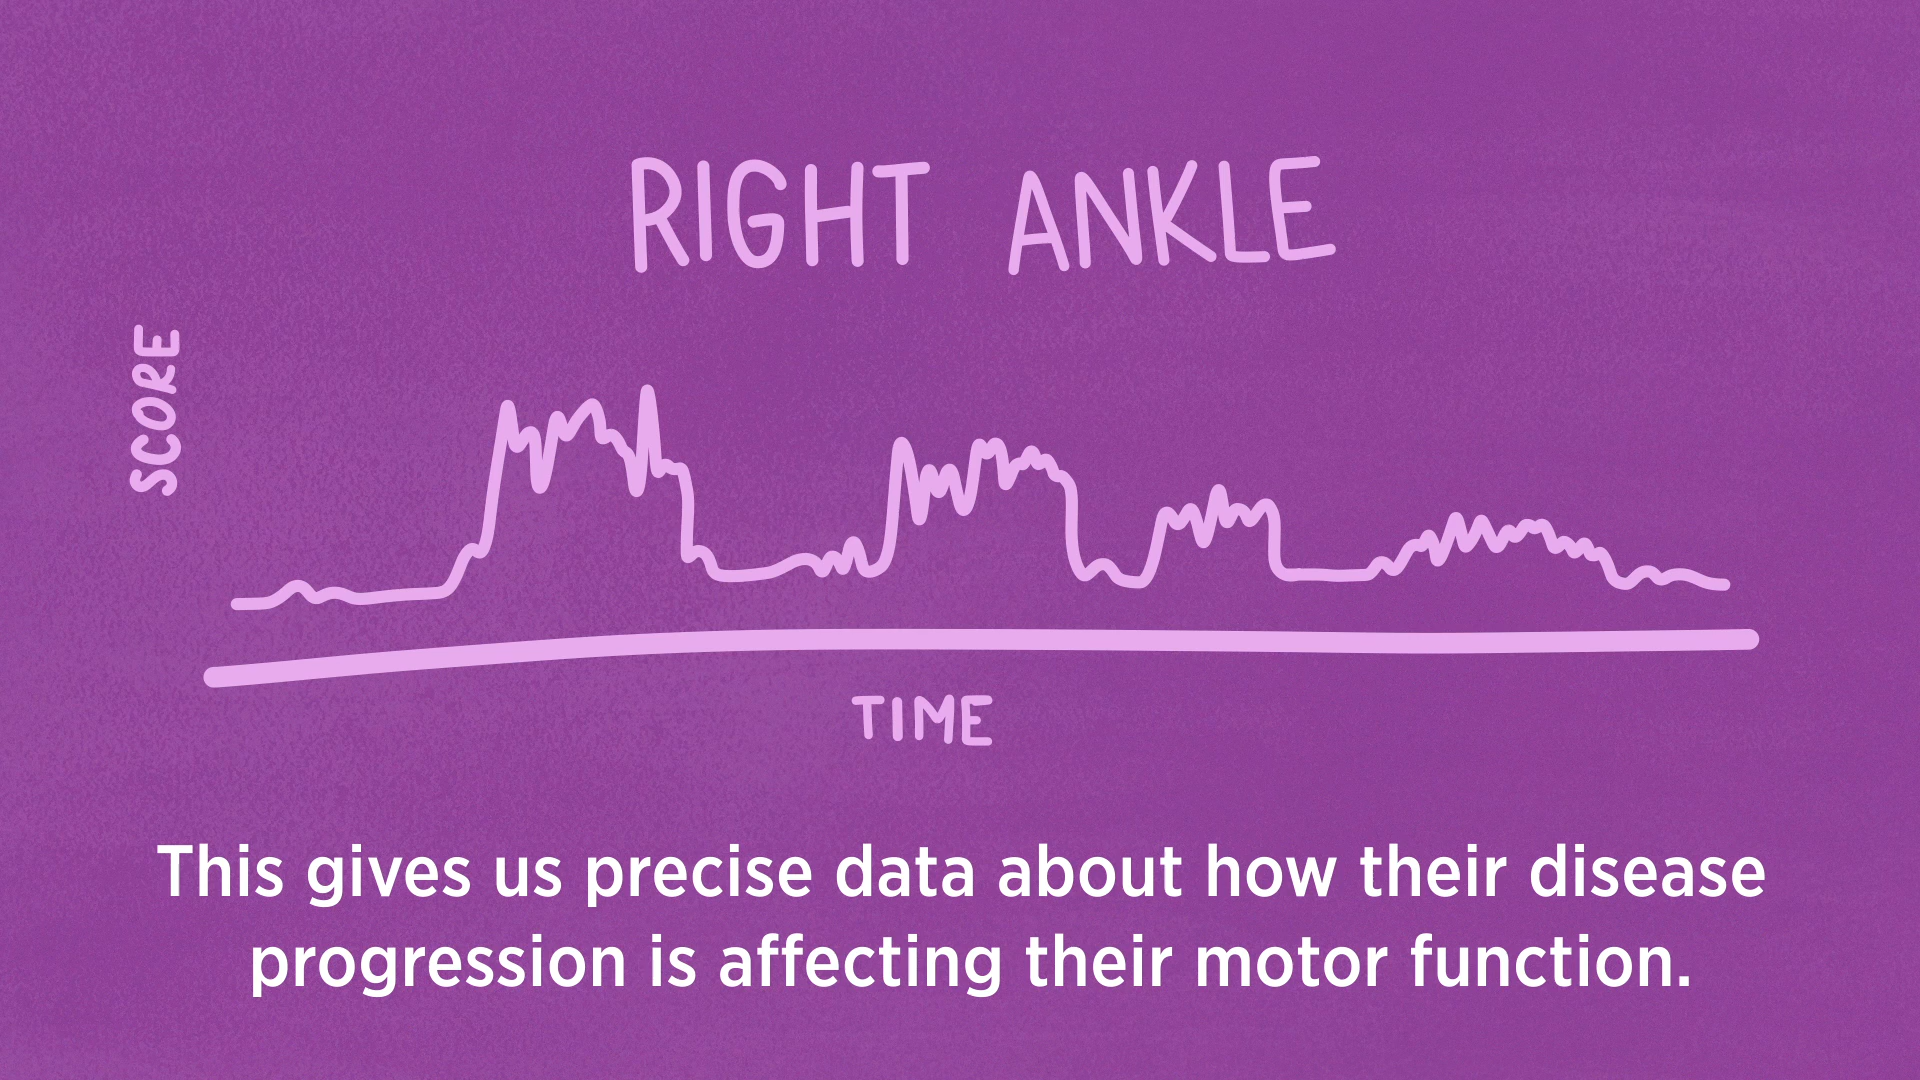 RIGHT ANKLE
SCORE
TIME
This gives us precise data about how their disease
progression is affecting their motor function.